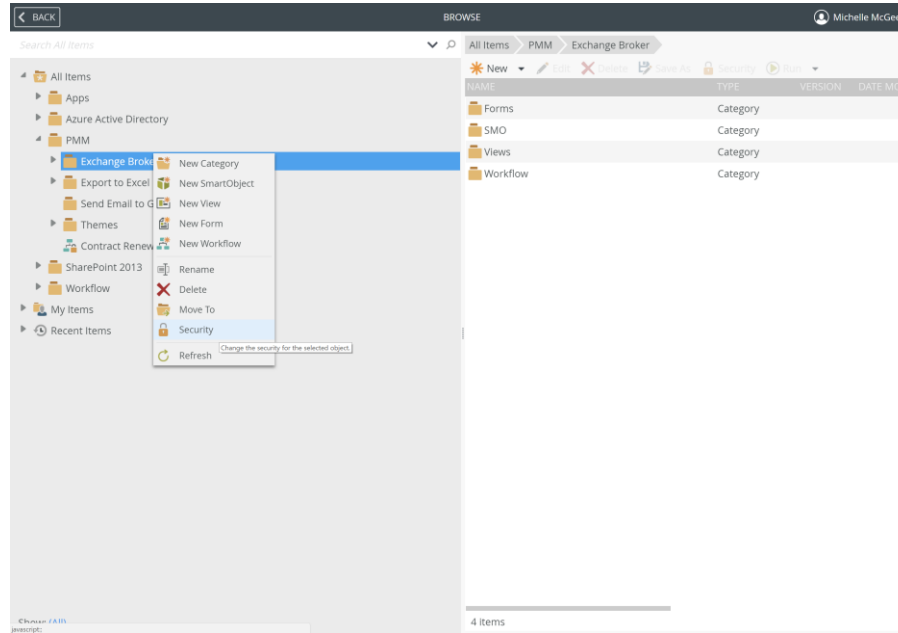 BACK
BROWSE
Michelle McGee
Search All Items
All Items
Apps
Azure Active Directory
PMM
Exchange Broke
Export to Excel
Send Email to G
Themes
Contract Renew
SharePoint 2013
Workflow
My Items
Recent Items
New Category
New SmartObject
New View
New Form
New Workflow
Rename
Delete
Move To
Security
Change the security for the selected object.
Refresh
Show: (All)
javascript:;
All Items PMM Exchange Broker
New Edit Delete Save As Security Run
NAME TYPE VERSION DATE MO
Forms Category
SMO Category
Views Category
Workflow Category
4 items